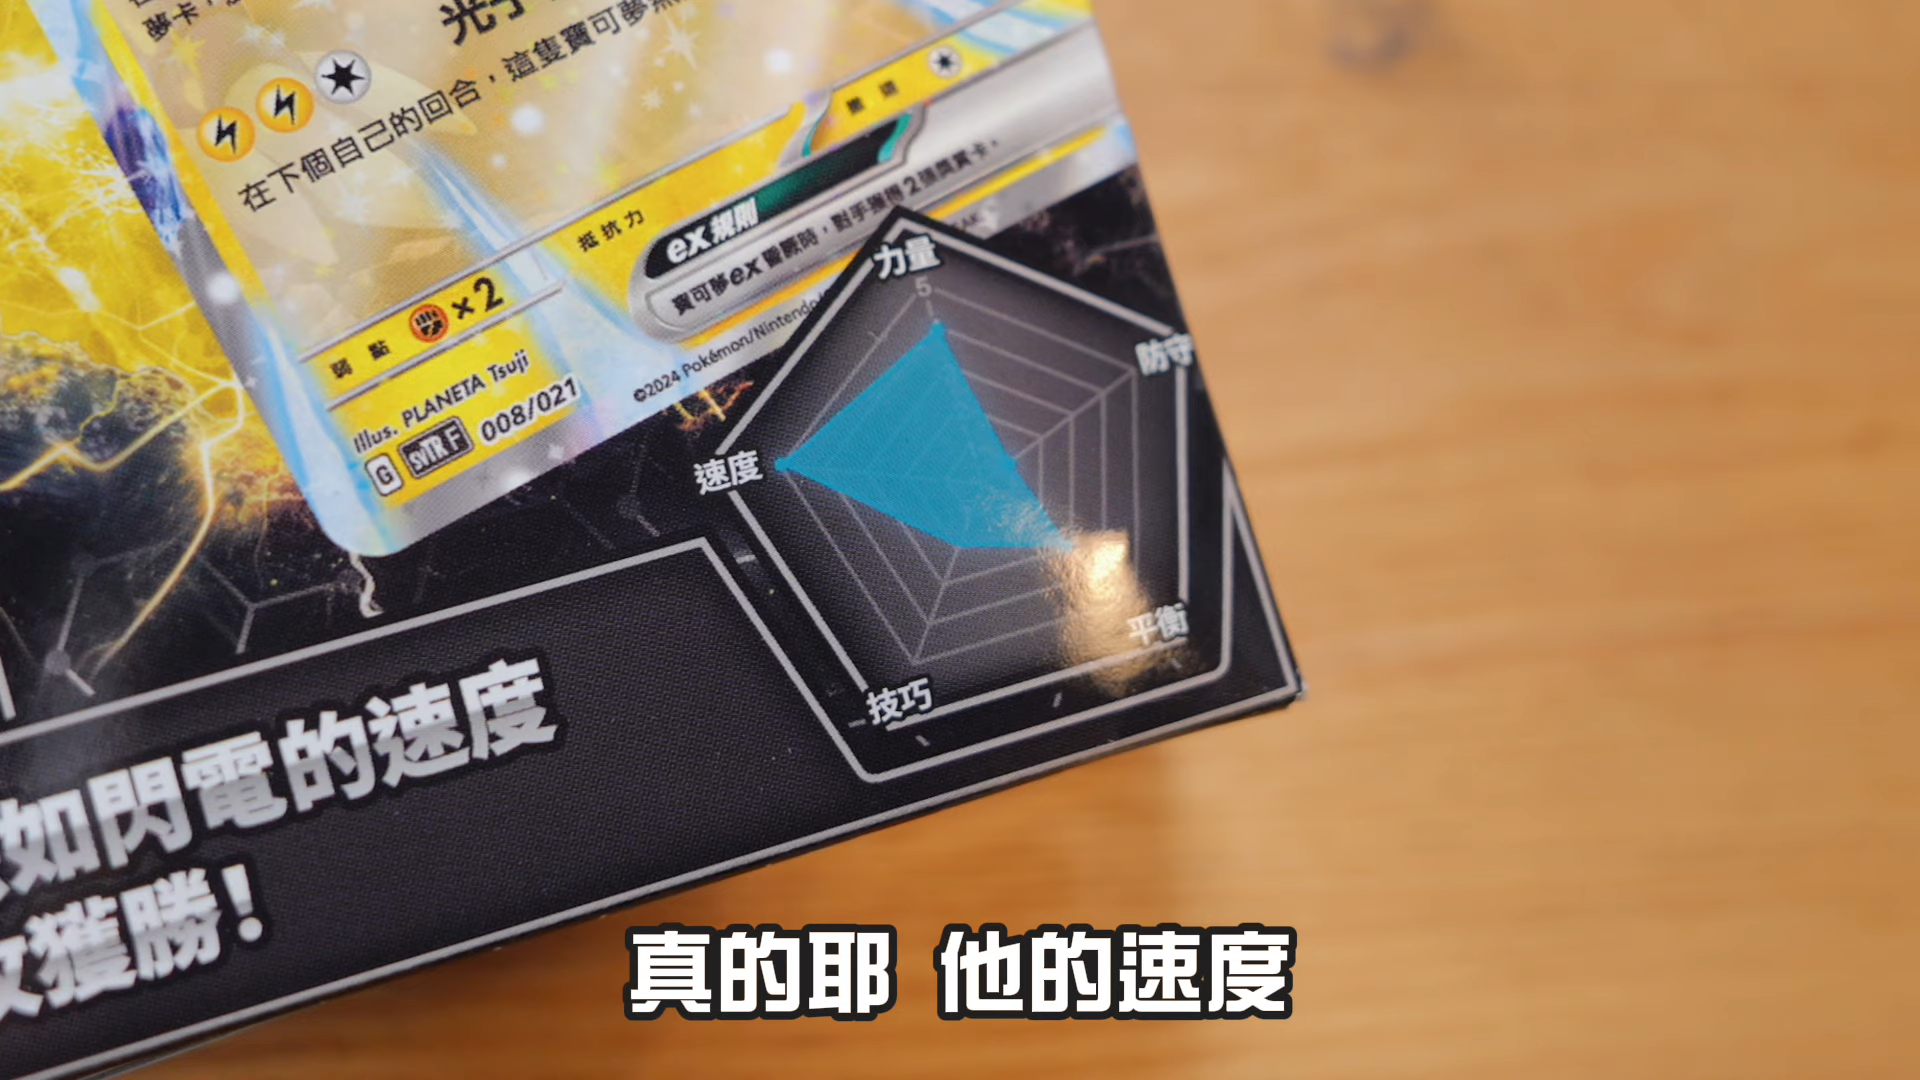 夢卡，
光子
在下個自己的回合，這隻寶可夢無
撤退
抵抗力
ex規則
寶可夢ex昏厥時，對手獲得2張獎賞卡。
弱點 ×2
Illus. PLANETA Tsuji
©2024 Pokémon/Nintendo
G SVTR F 008/021
力量
5
防守
速度
平衡
技巧
如閃電的速度
獲勝！
真的耶 他的速度